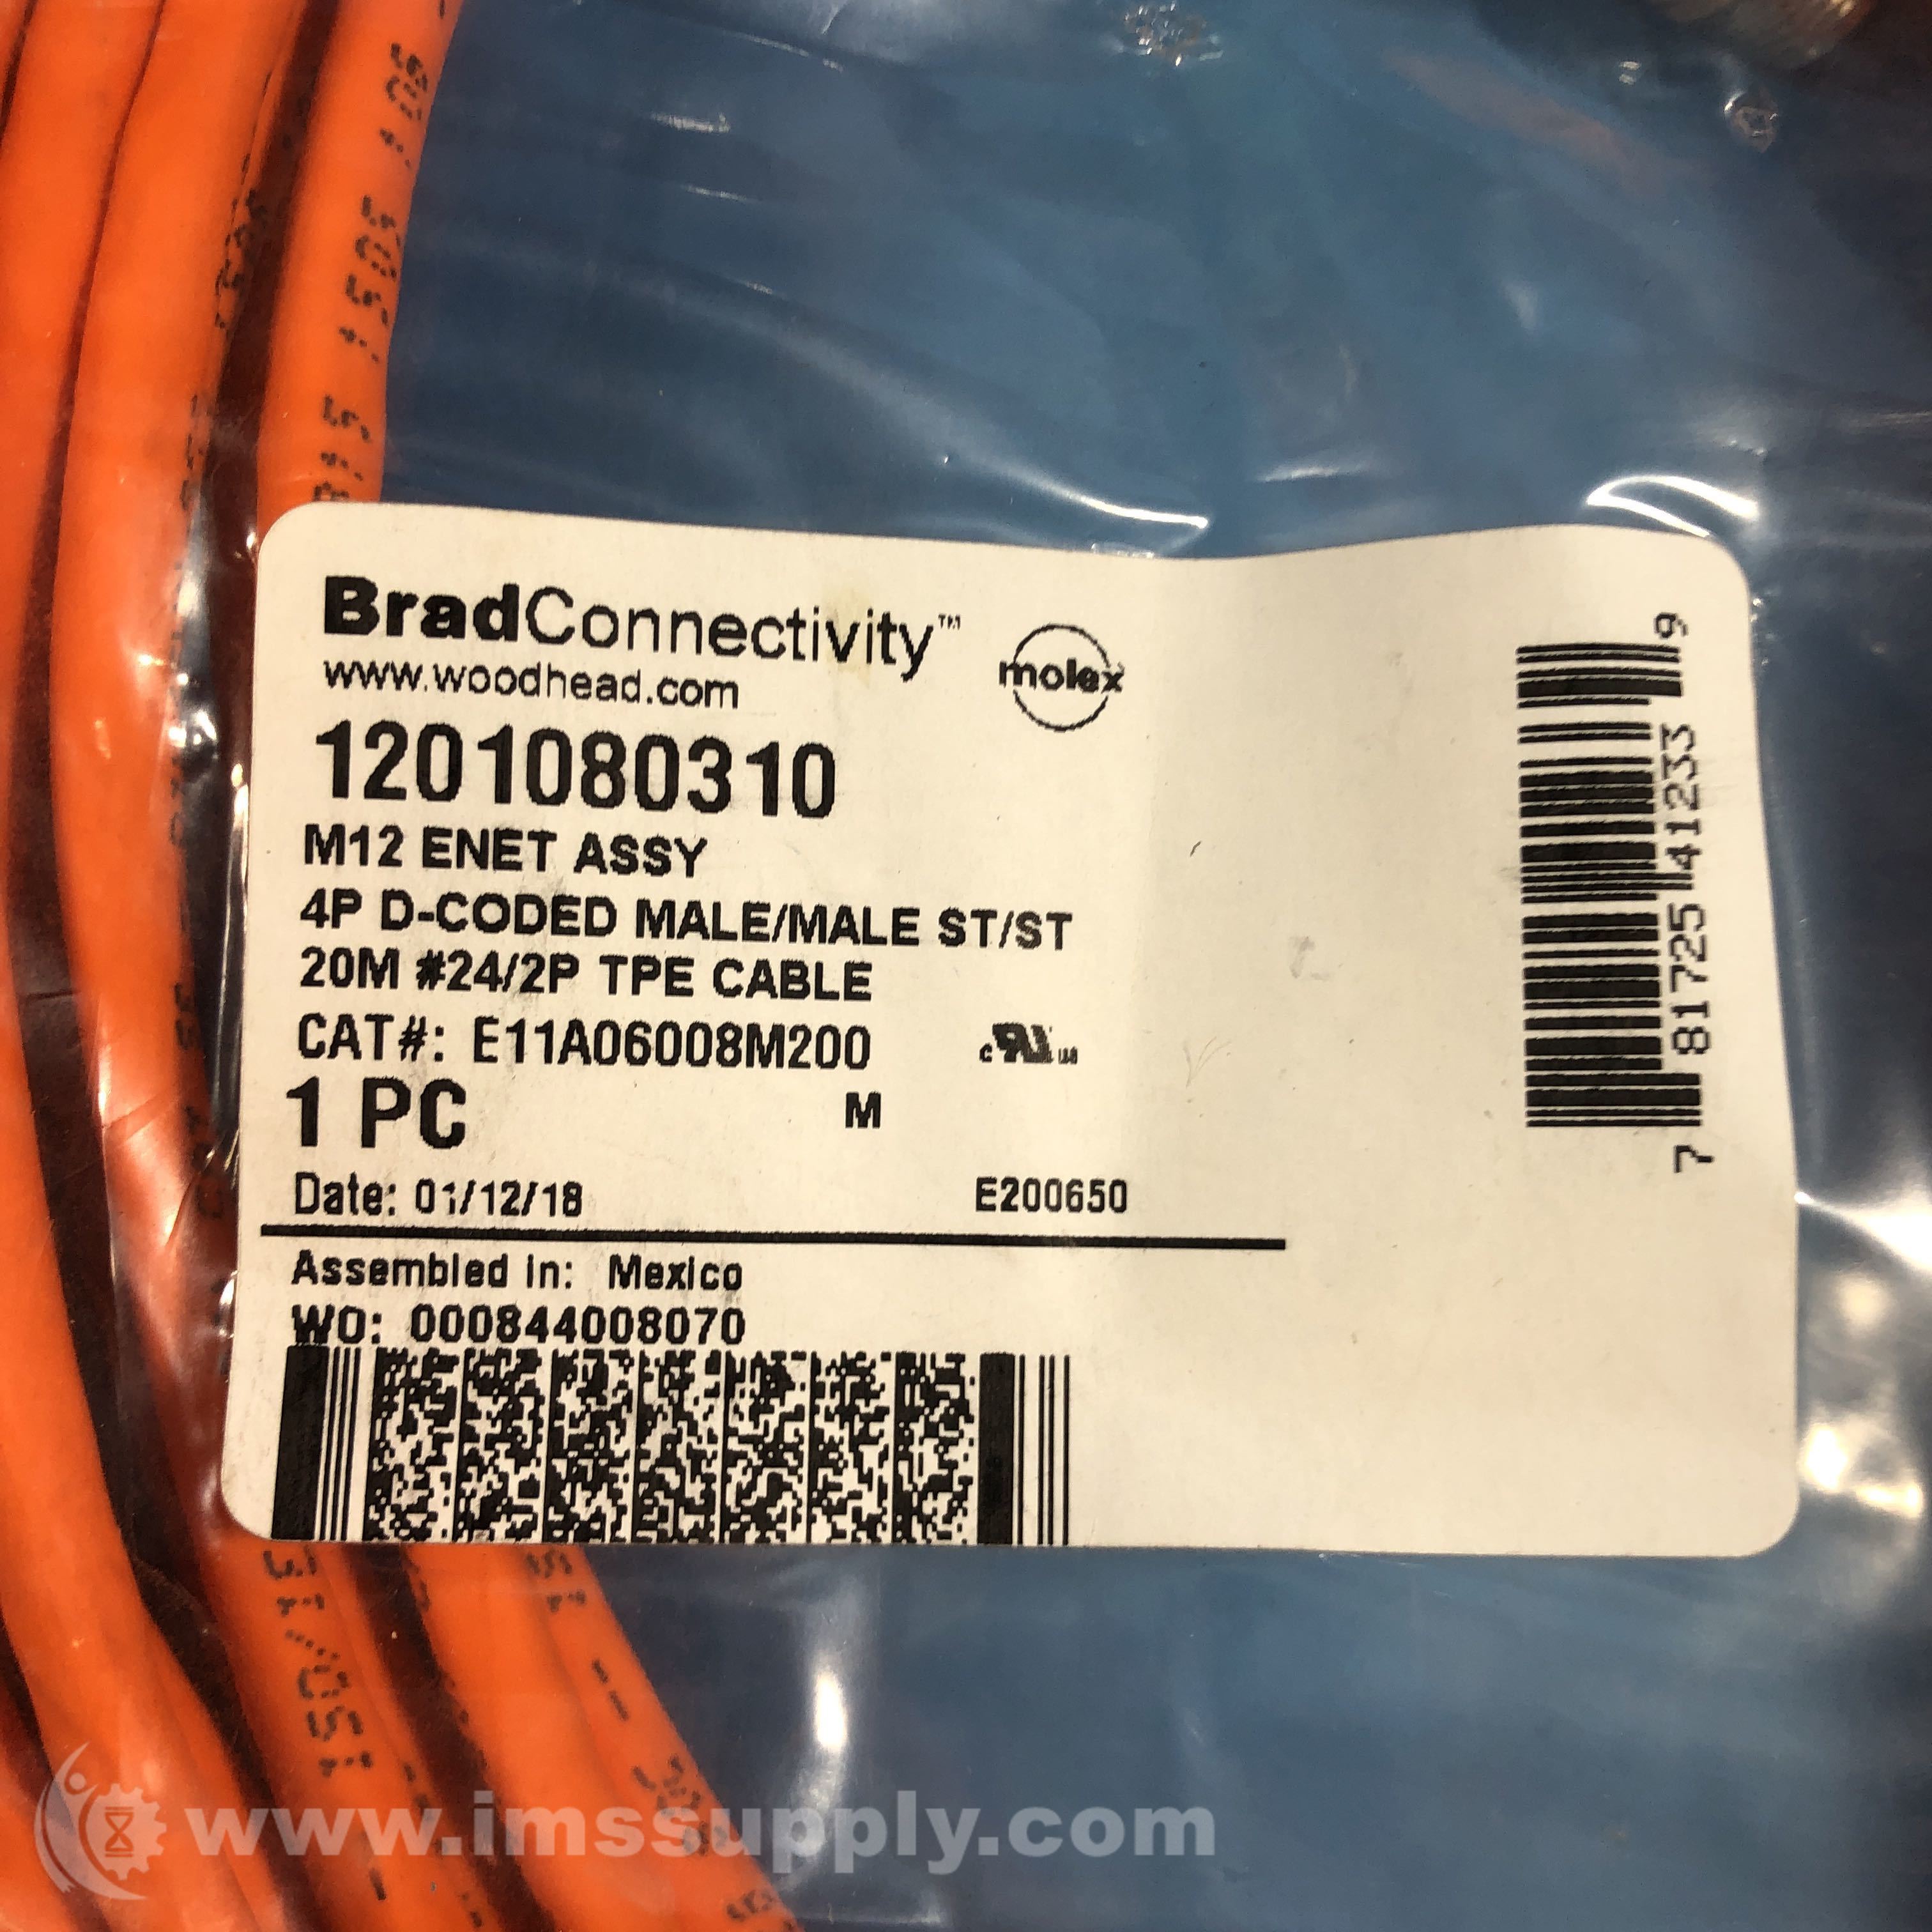 BradConnectivity™
molex
www.woodhead.com
1201080310
M12 ENET ASSY
4P D-CODED MALE/MALE ST/ST
20M #24/2P TPE CABLE
CAT#: E11A06008M200
1 PC M
Date: 01/12/18 E200650
Assembled in: Mexico
WO: 000844008070
7 81725 41233 9
www.imssupply.com